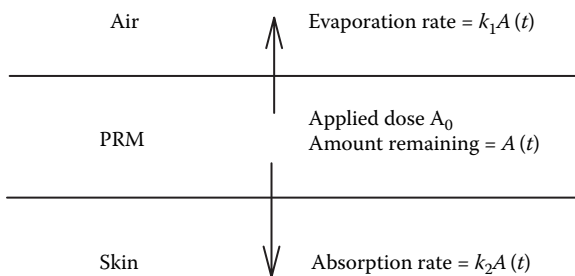 Air
Evaporation rate = k₁A(t)
PRM
Applied dose A₀
Amount remaining = A(t)
Skin
Absorption rate = k₂A(t)